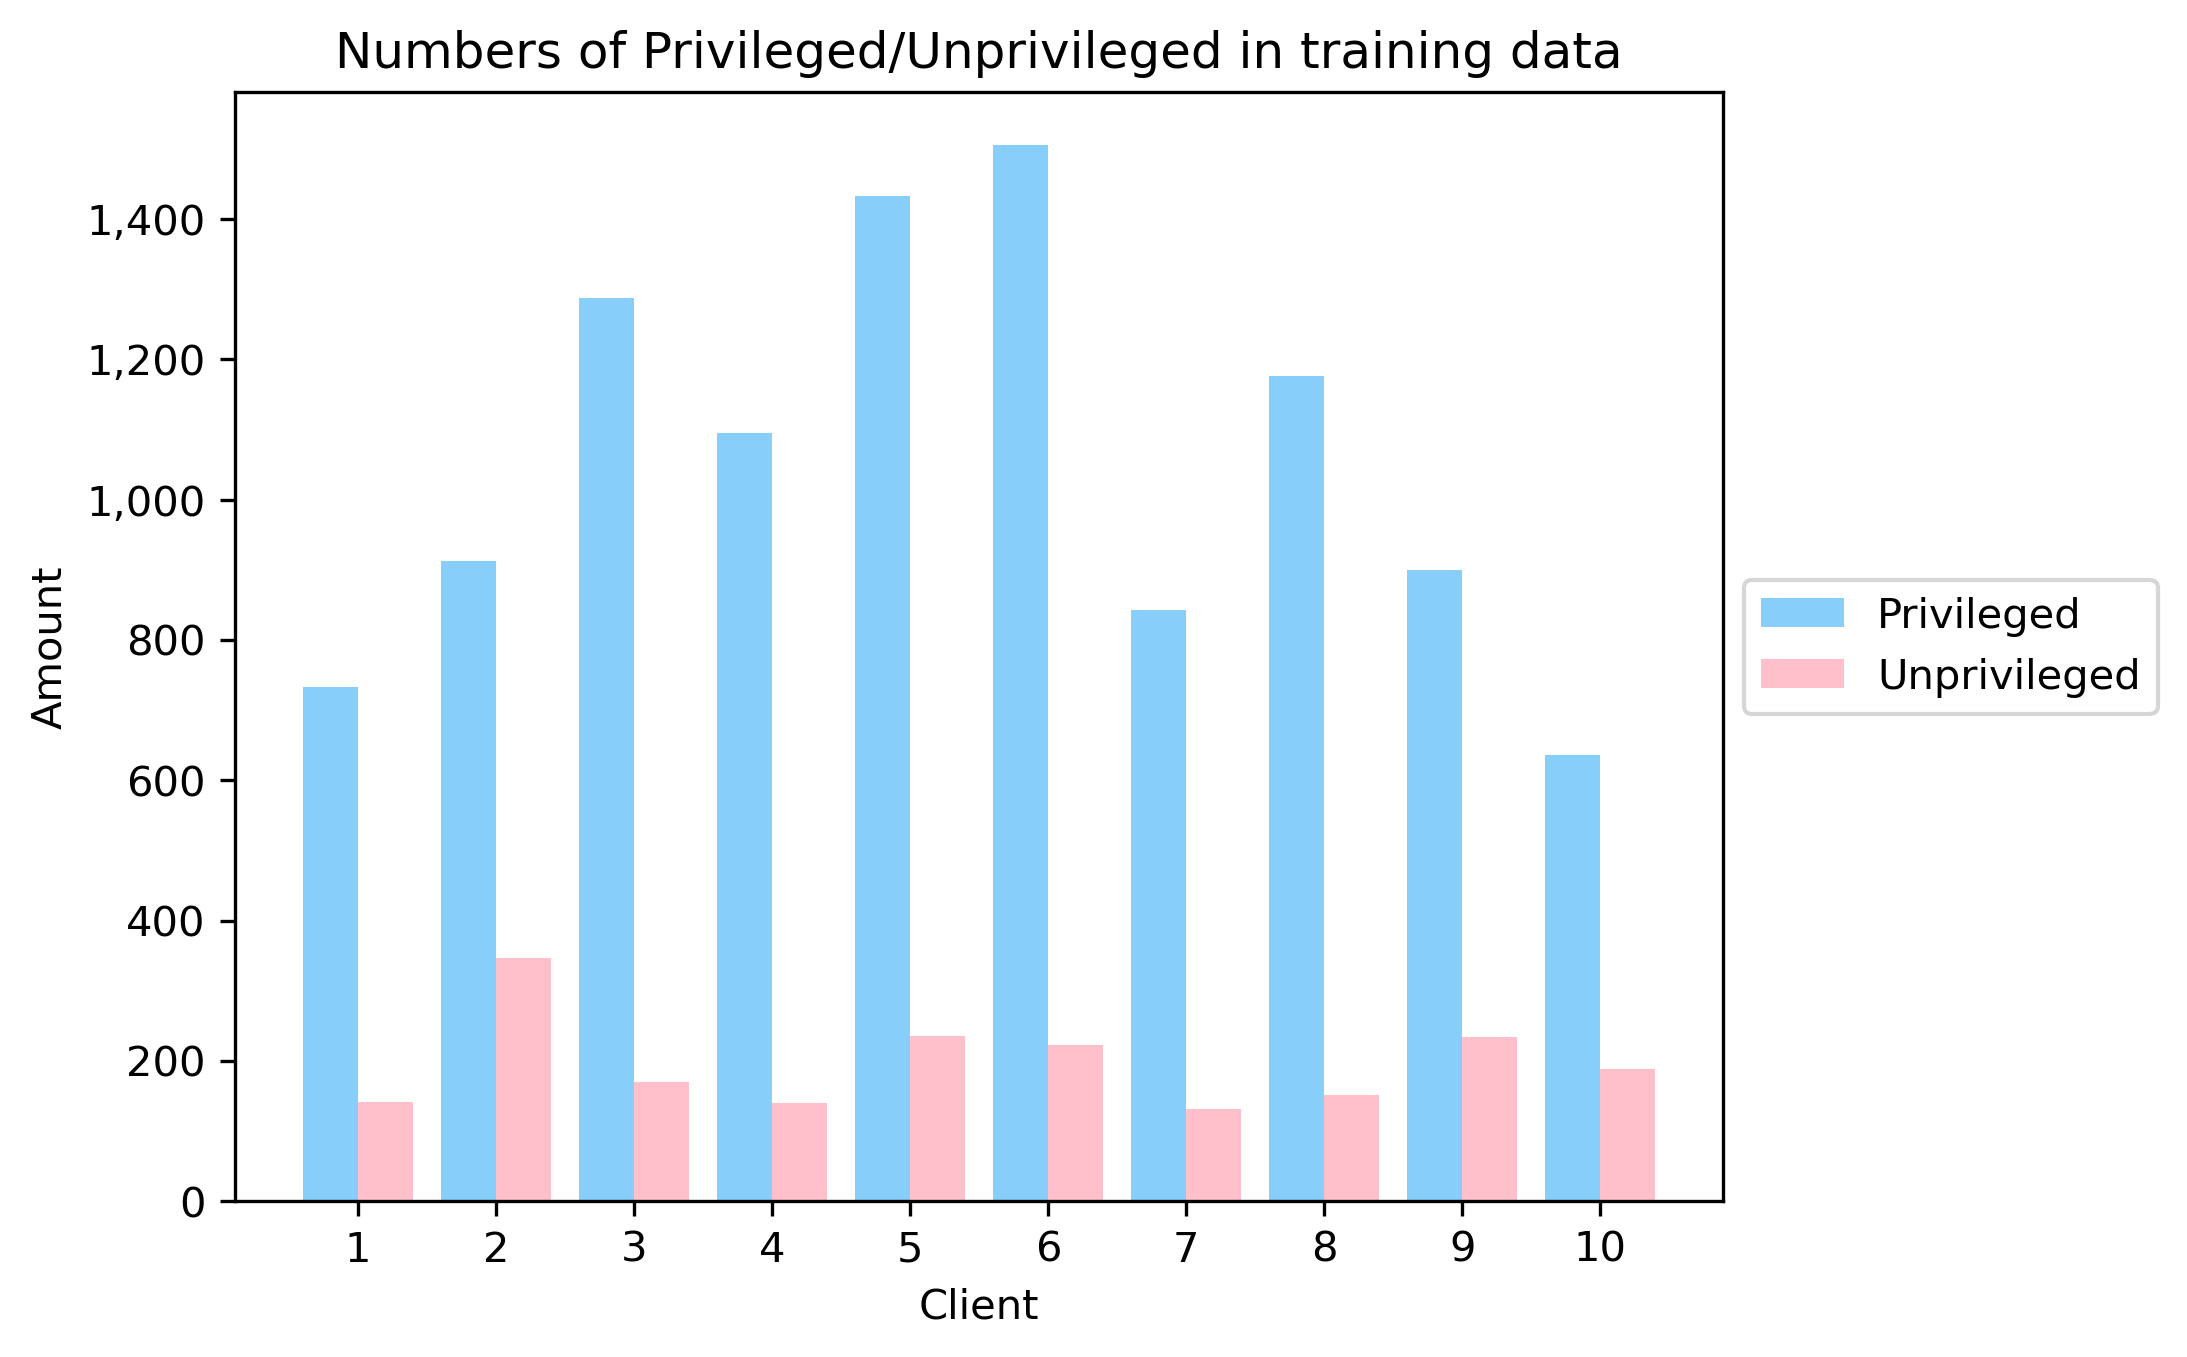 Numbers of Privileged/Unprivileged in training data
1,400
1,200
1,000
800
600
400
200
0
Amount
1 2 3 4 5 6 7 8 9 10
Client
Privileged
Unprivileged